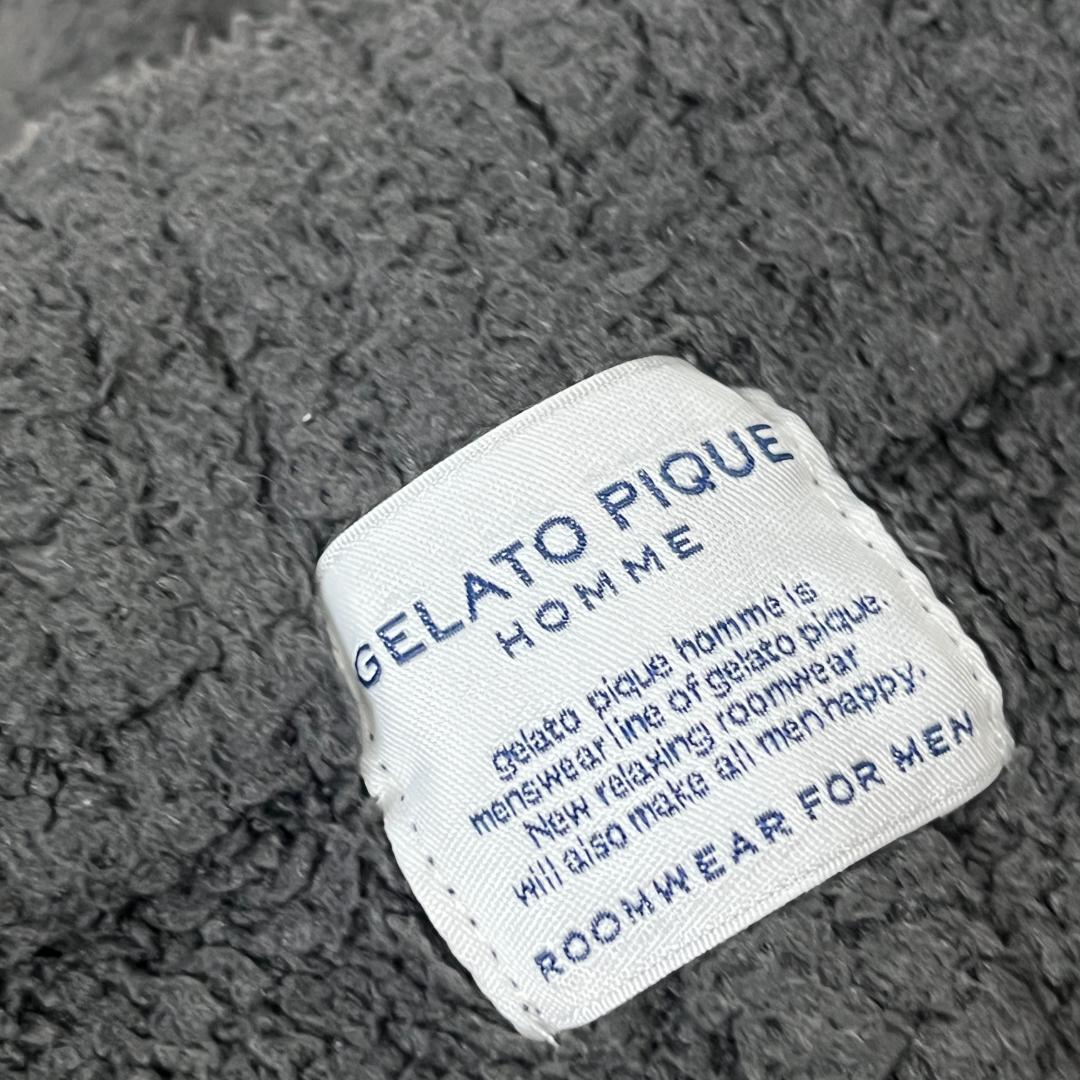 GELATO PIQUE
HOMME
gelato pique homme is
menswear line of gelato pique.
New relaxing roomwear
will also make all men happy.
ROOMWEAR FOR MEN